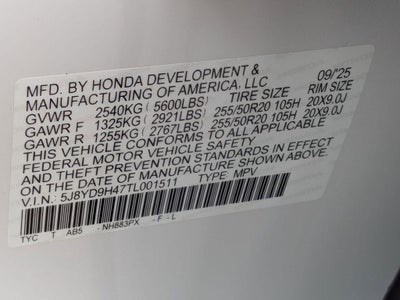 MFD. BY HONDA DEVELOPMENT & 09/'25
MANUFACTURING OF AMERICA, LLC
GVWR 2540KG (5600LBS) TIRE SIZE RIM SIZE
GAWR F 1325KG (2921LBS) 255/50R20 105H 20X9.0J
GAWR R 1255KG (2767LBS) 255/50R20 105H 20X9.0J
THIS VEHICLE CONFORMS TO ALL APPLICABLE
FEDERAL MOTOR VEHICLE SAFETY, BUMPER,
AND THEFT PREVENTION STANDARDS IN EFFECT
ON THE DATE OF MANUFACTURE SHOWN ABOVE.
V.I.N.: 5J8YD9H47TL001511 TYPE: MPV
TYC T AB5 -NH883PX -F -L